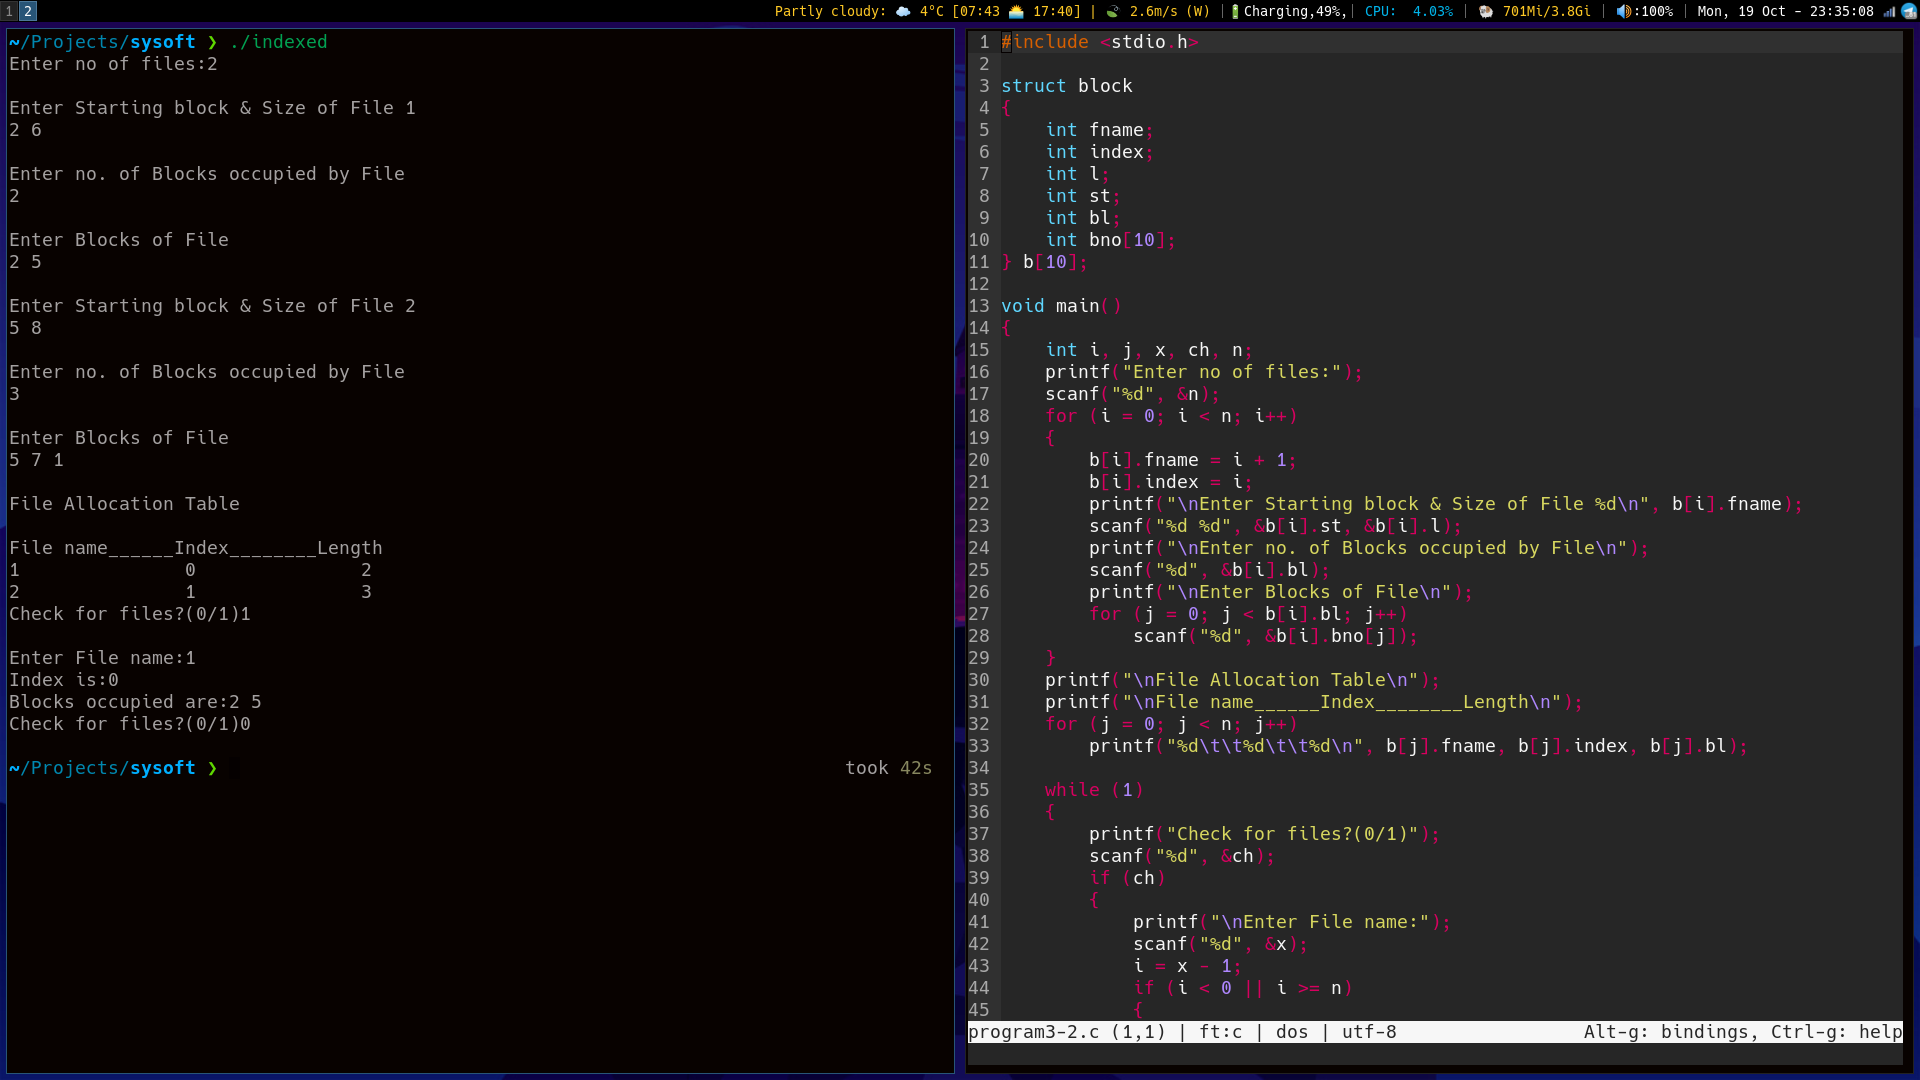 1 2 Partly cloudy: ☁️ 4°C [07:43 🌅 17:40] | 🍃 2.6m/s (W) |🔋Charging,49%,| CPU: 4.03% | 🐏 701Mi/3.8Gi | 🔊:100% | Mon, 19 Oct - 23:35:08
~/Projects/sysoft ❯ ./indexed
Enter no of files:2
Enter Starting block & Size of File 1
2 6
Enter no. of Blocks occupied by File
2
Enter Blocks of File
2 5
Enter Starting block & Size of File 2
5 8
Enter no. of Blocks occupied by File
3
Enter Blocks of File
5 7 1
File Allocation Table
File name______Index________Length
1               0               2
2               1               3
Check for files?(0/1)1
Enter File name:1
Index is:0
Blocks occupied are:2 5
Check for files?(0/1)0
~/Projects/sysoft ❯ took 42s
1 #include <stdio.h>
2
3 struct block
4 {
5     int fname;
6     int index;
7     int l;
8     int st;
9     int bl;
10     int bno[10];
11 } b[10];
12
13 void main()
14 {
15     int i, j, x, ch, n;
16     printf("Enter no of files:");
17     scanf("%d", &n);
18     for (i = 0; i < n; i++)
19     {
20         b[i].fname = i + 1;
21         b[i].index = i;
22         printf("\nEnter Starting block & Size of File %d\n", b[i].fname);
23         scanf("%d %d", &b[i].st, &b[i].l);
24         printf("\nEnter no. of Blocks occupied by File\n");
25         scanf("%d", &b[i].bl);
26         printf("\nEnter Blocks of File\n");
27         for (j = 0; j < b[i].bl; j++)
28             scanf("%d", &b[i].bno[j]);
29     }
30     printf("\nFile Allocation Table\n");
31     printf("\nFile name______Index________Length\n");
32     for (j = 0; j < n; j++)
33         printf("%d\t\t%d\t\t%d\n", b[j].fname, b[j].index, b[j].bl);
34
35     while (1)
36     {
37         printf("Check for files?(0/1)");
38         scanf("%d", &ch);
39         if (ch)
40         {
41             printf("\nEnter File name:");
42             scanf("%d", &x);
43             i = x - 1;
44             if (i < 0 || i >= n)
45             {
program3-2.c (1,1) | ft:c | dos | utf-8 Alt-g: bindings, Ctrl-g: help